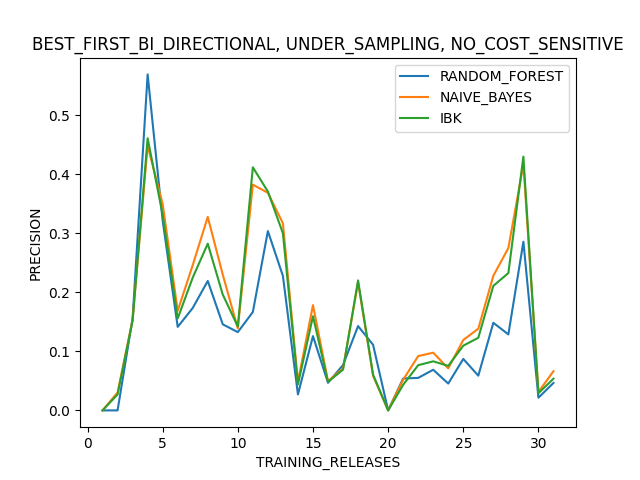 BEST_FIRST_BI_DIRECTIONAL, UNDER_SAMPLING, NO_COST_SENSITIVE
RANDOM_FOREST
NAIVE_BAYES
IBK
PRECISION
0.5
0.4
0.3
0.2
0.1
0.0
0 5 10 15 20 25 30
TRAINING_RELEASES